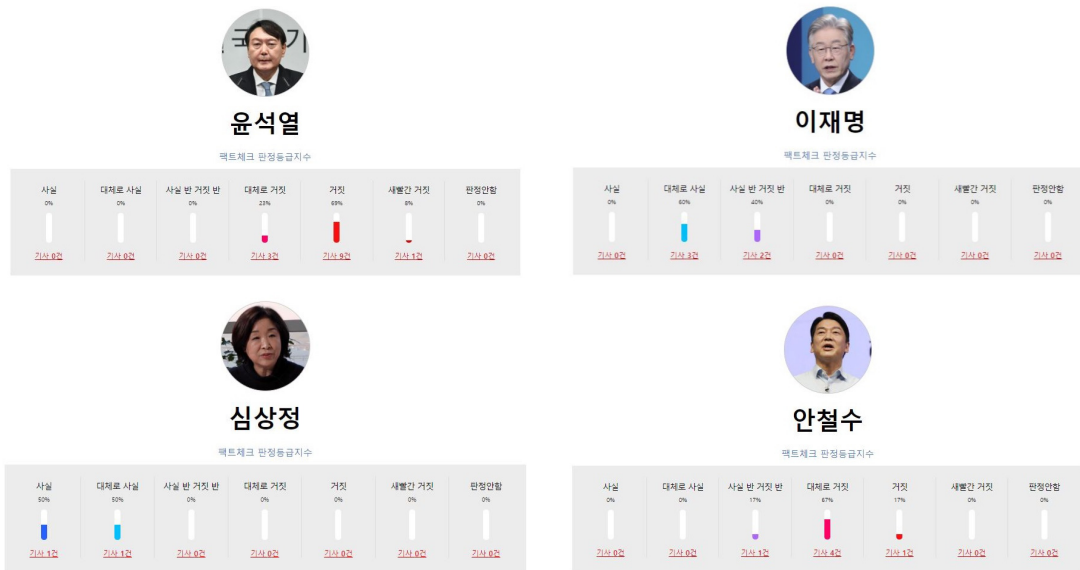 국 기
윤석열
팩트체크 판정등급지수
사실 대체로 사실 사실 반 거짓 반 대체로 거짓 거짓 새빨간 거짓 판정안함
0% 0% 0% 23% 69% 8% 0%
기사 0건 기사 0건 기사 0건 기사 3건 기사 9건 기사 1건 기사 0건
이재명
팩트체크 판정등급지수
사실 대체로 사실 사실 반 거짓 반 대체로 거짓 거짓 새빨간 거짓 판정안함
0% 60% 40% 0% 0% 0% 0%
기사 0건 기사 3건 기사 2건 기사 0건 기사 0건 기사 0건 기사 0건
심상정
팩트체크 판정등급지수
사실 대체로 사실 사실 반 거짓 반 대체로 거짓 거짓 새빨간 거짓 판정안함
50% 50% 0% 0% 0% 0% 0%
기사 1건 기사 1건 기사 0건 기사 0건 기사 0건 기사 0건 기사 0건
안철수
팩트체크 판정등급지수
사실 대체로 사실 사실 반 거짓 반 대체로 거짓 거짓 새빨간 거짓 판정안함
0% 0% 17% 67% 17% 0% 0%
기사 0건 기사 0건 기사 1건 기사 4건 기사 1건 기사 0건 기사 0건